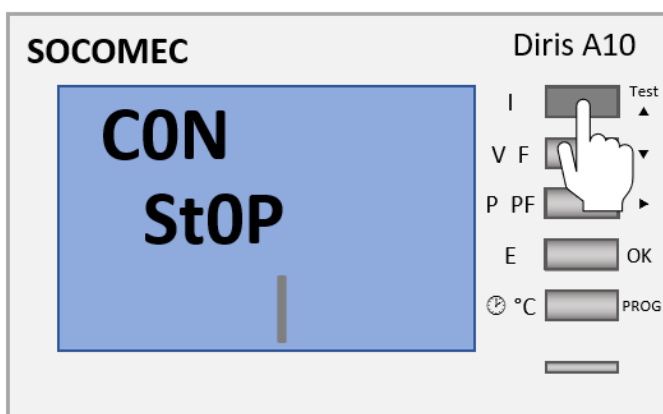 SOCOMEC
Diris A10
C0N
St0P
I
Test
▲
V F
▼
P PF
►
E
OK
°C
PROG